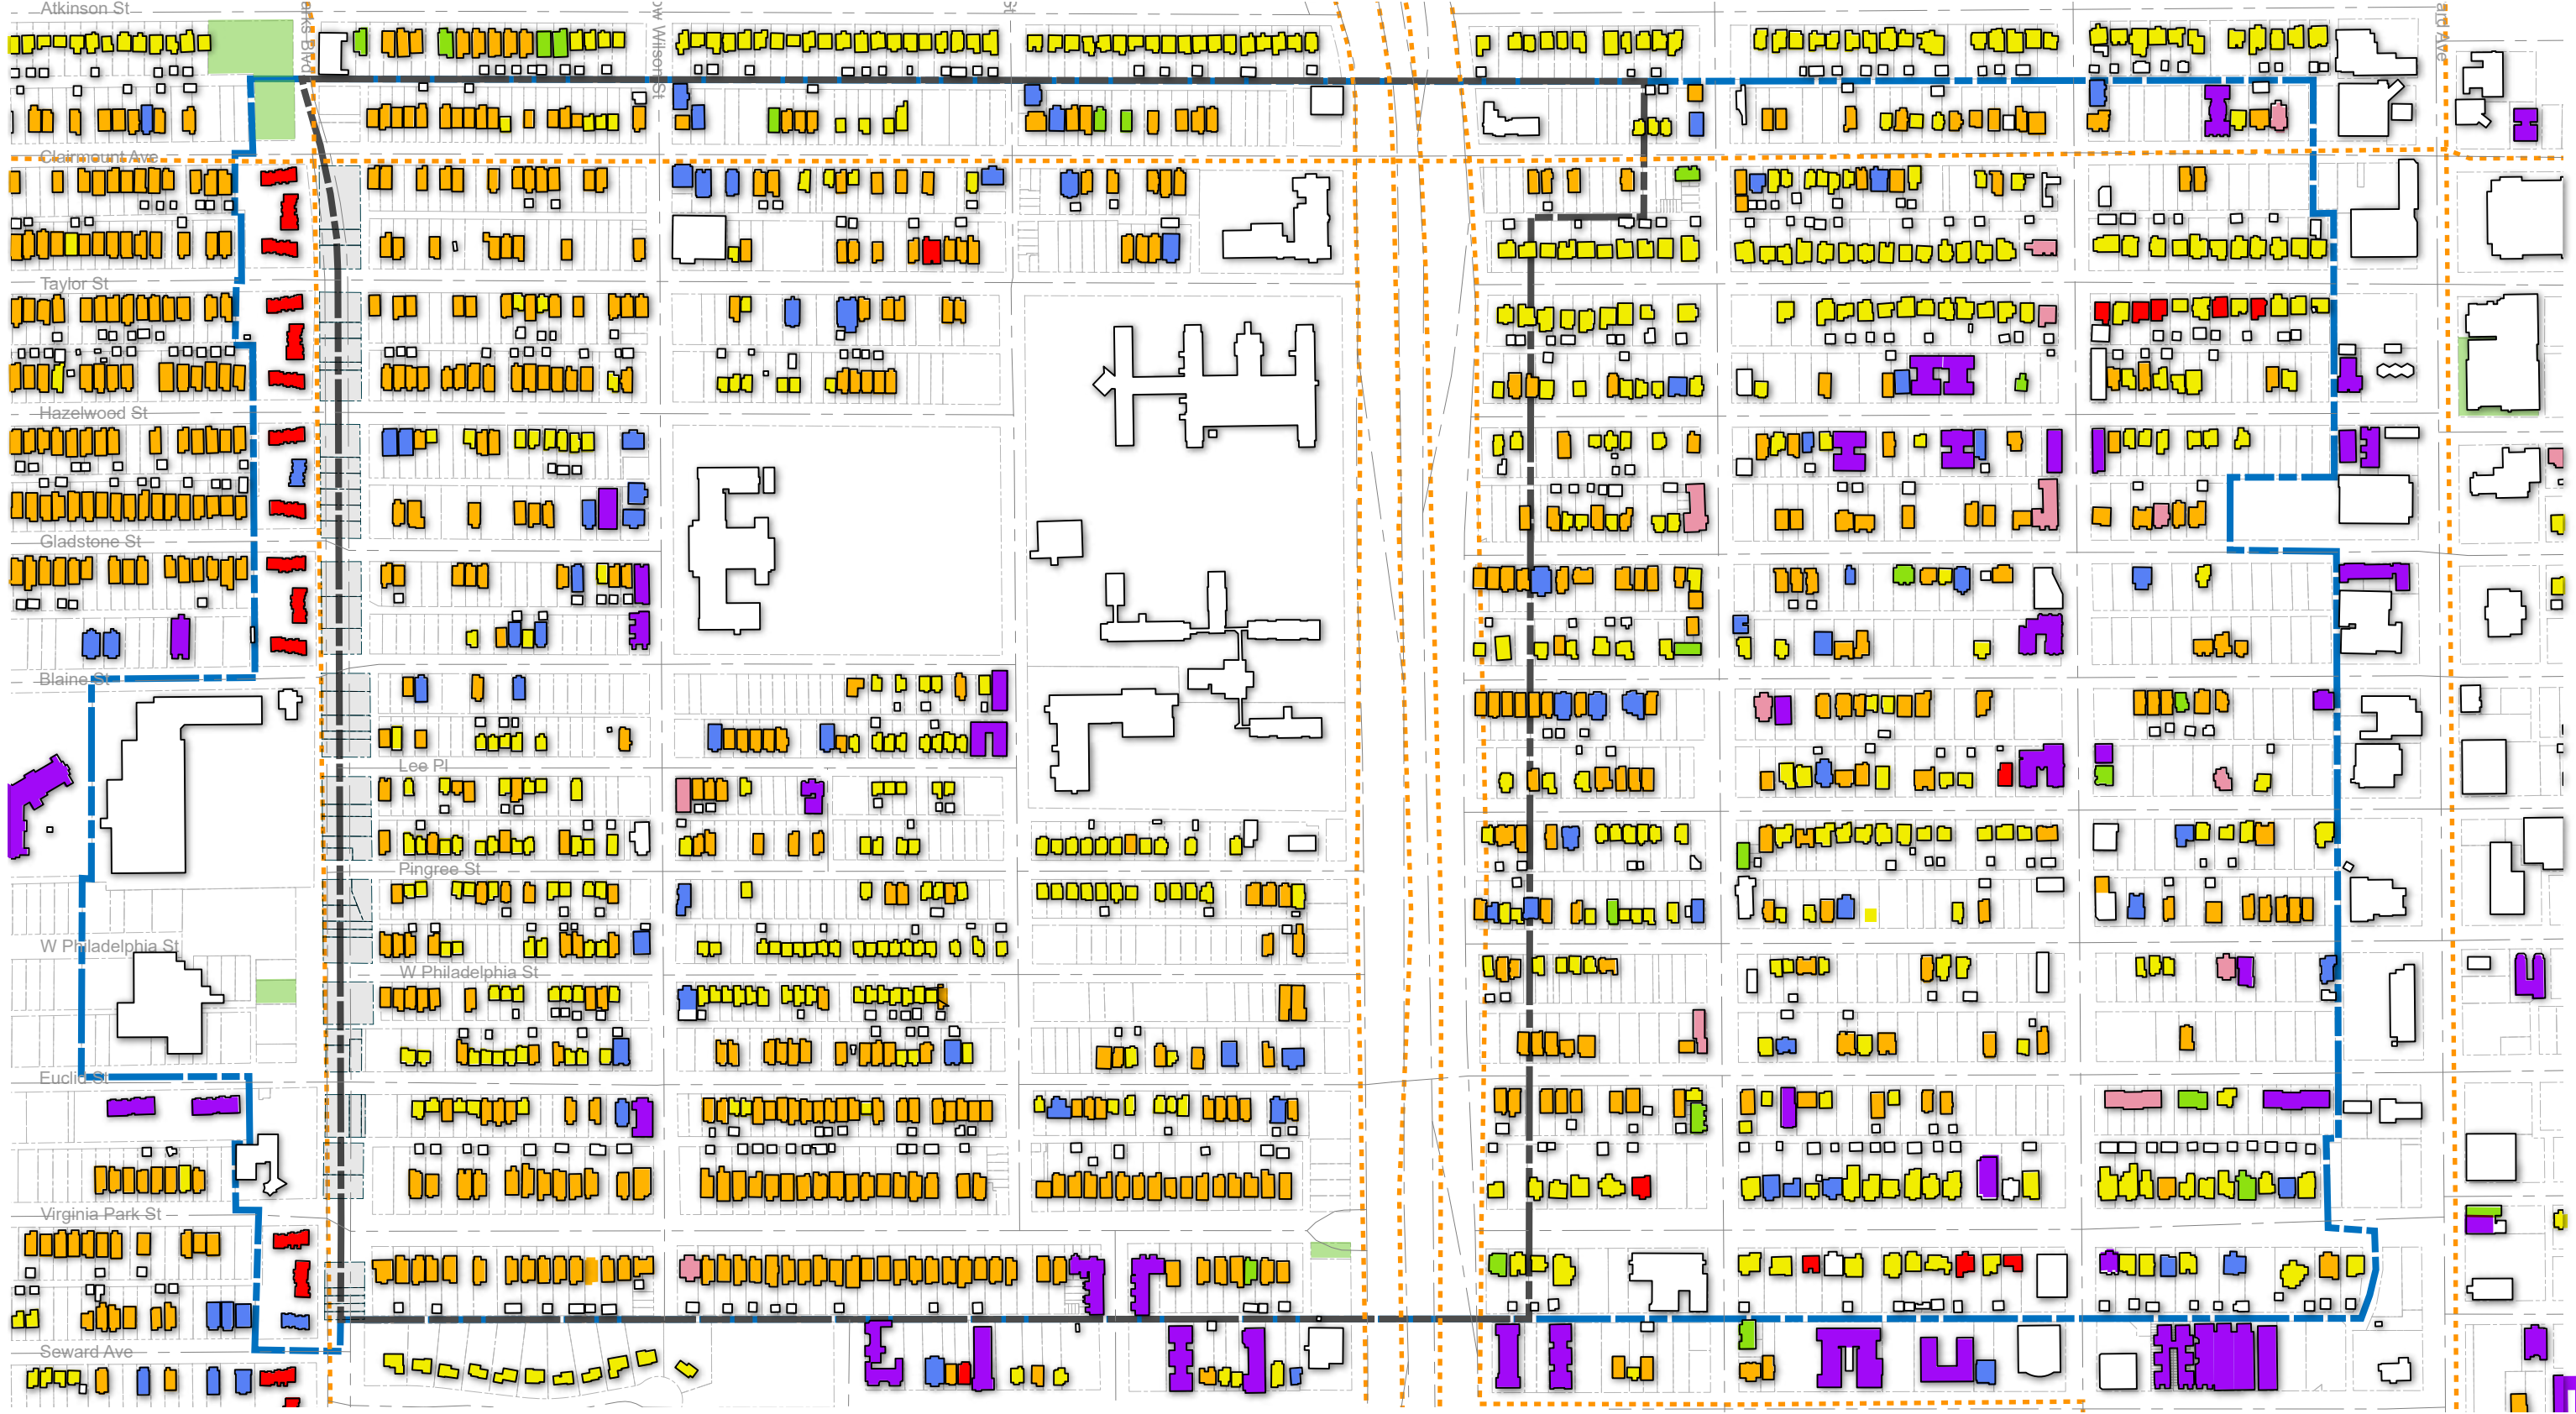 Atkinson St
Clairmount Ave
Taylor St
Hazelwood St
Gladstone St
Blaine St
Lee Pl
Pingree St
W Philadelphia St
W Philadelphia St
Euclid St
Virginia Park St
Seward Ave